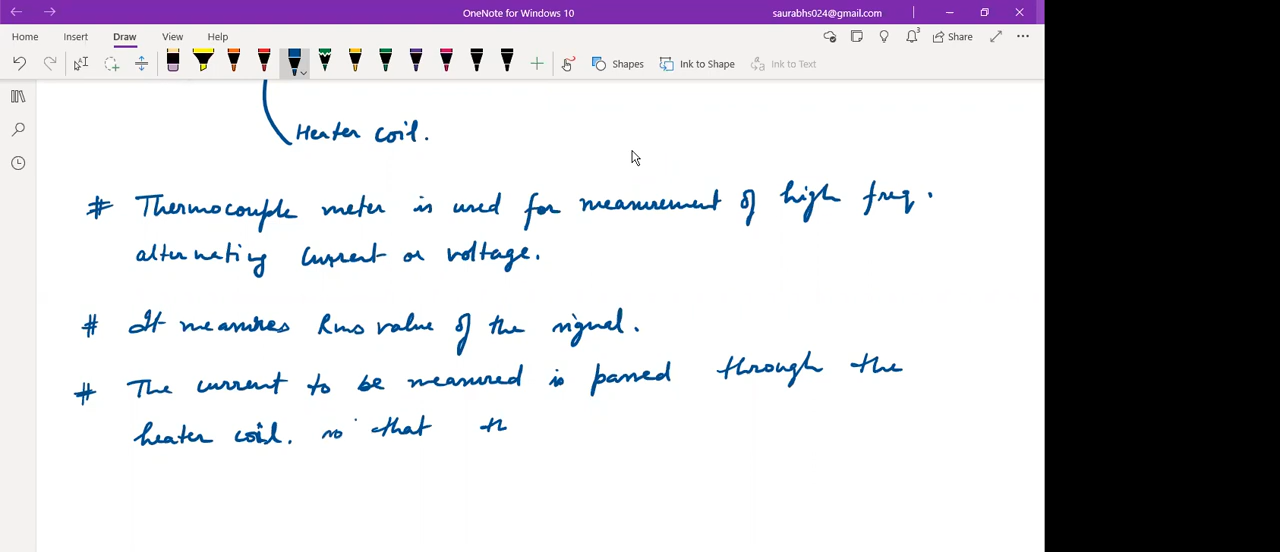 OneNote for Windows 10
saurabhs024@gmail.com
Home Insert Draw View Help
3 Share
Shapes Ink to Shape Ink to Text
Heater coil.
# Thermocouple meter is used for measurement of high freq.
alternating current or voltage.
# It measures Rms value of the signal.
# The current to be measured is passed through the
heater coil. so that th